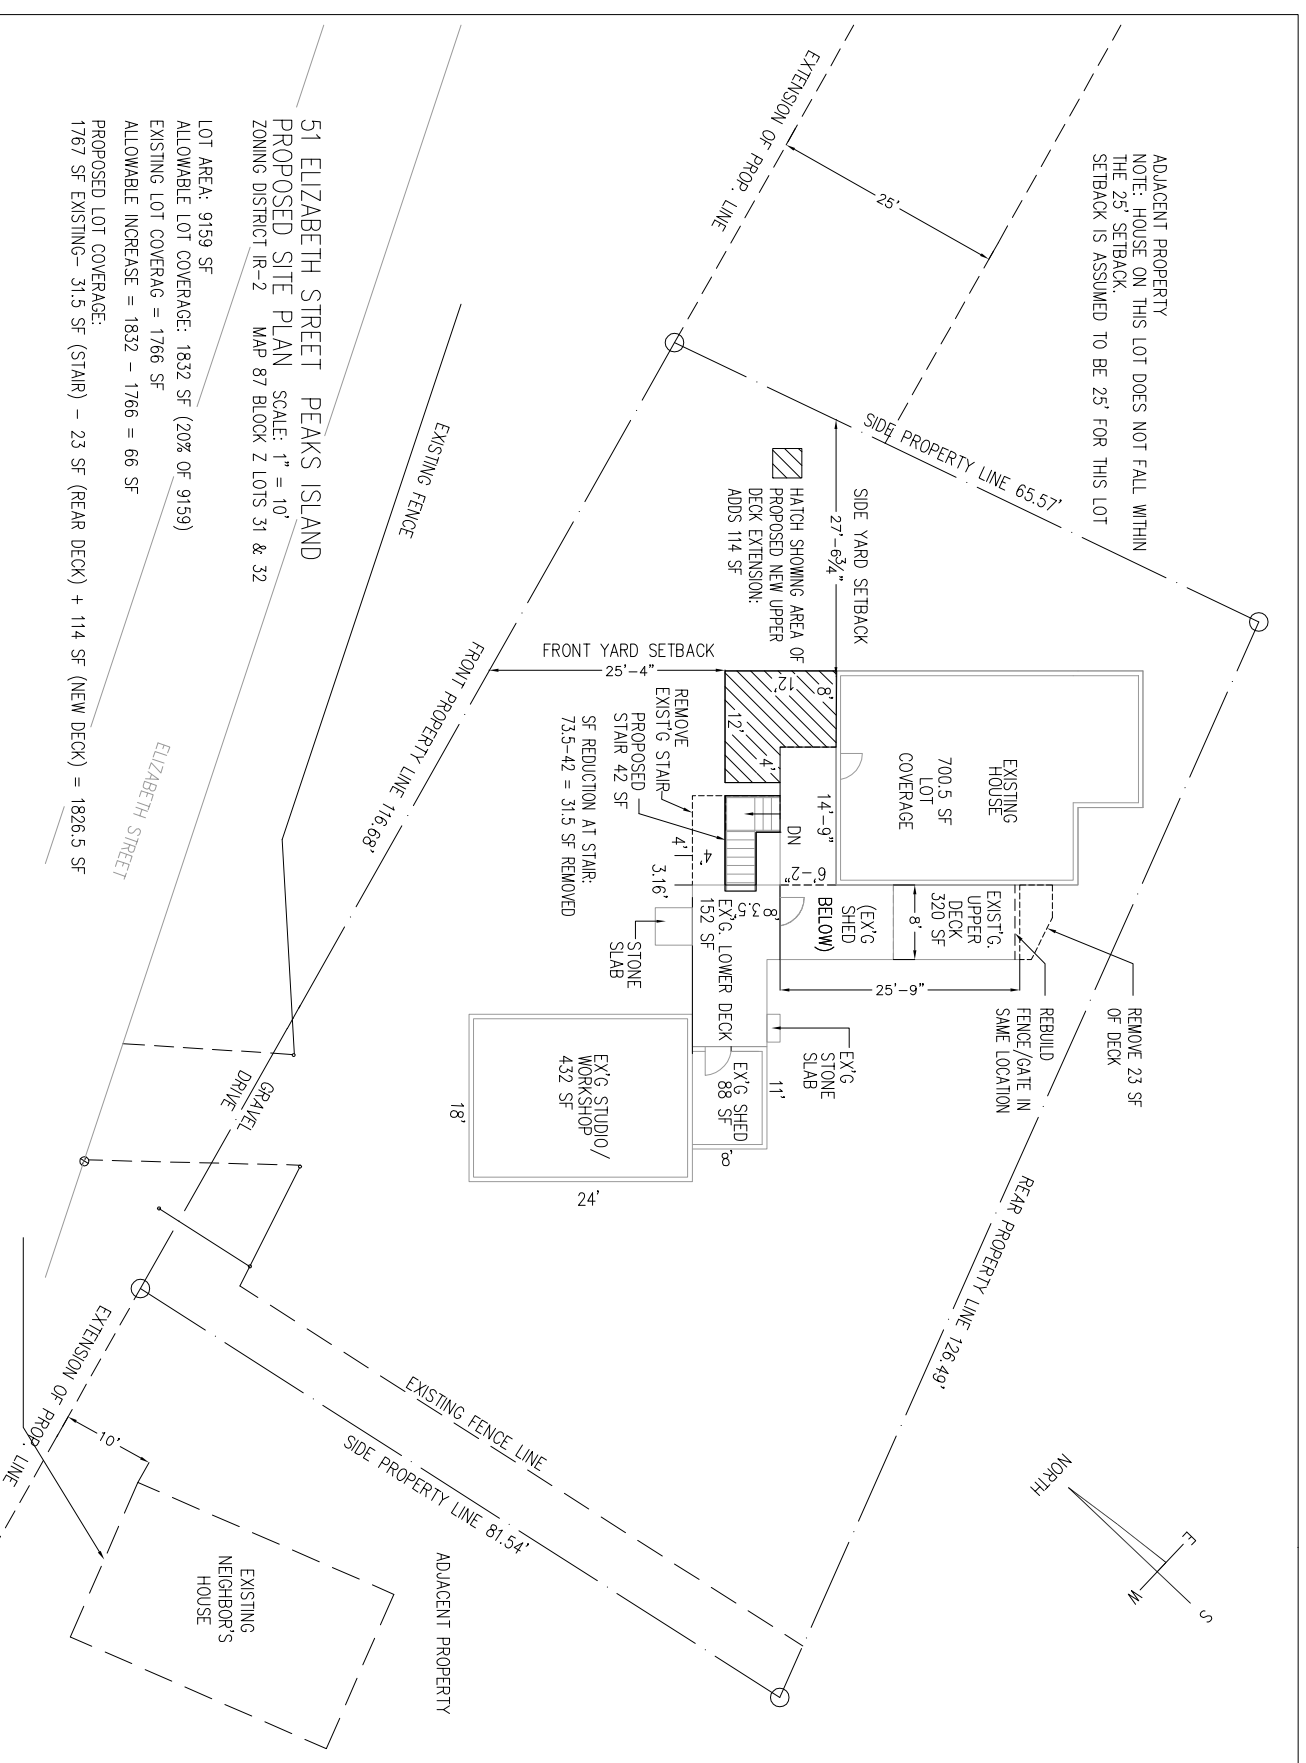 ADJACENT PROPERTY
NOTE: HOUSE ON THIS LOT DOES NOT FALL WITHIN
THE 25' SETBACK.
SETBACK IS ASSUMED TO BE 25' FOR THIS LOT
EXTENSION OF PROP. LINE
25'
SIDE PROPERTY LINE 65.57'
SIDE YARD SETBACK
27'-6¾"
HATCH SHOWING AREA OF
PROPOSED NEW UPPER
DECK EXTENSION:
ADDS 114 SF
FRONT YARD SETBACK
25'-4"
8'
12'
12'
4'
EXISTING
HOUSE
700.5 SF
LOT
COVERAGE
14'-9"
DN
6'-2"
REMOVE
EXIST'G STAIR
PROPOSED
STAIR 42 SF
SF REDUCTION AT STAIR:
73.5-42 = 31.5 SF REMOVED
4'
4'
3.16'
3.5
8'
EXIST'G.
UPPER
DECK
320 SF
8'
(EX'G
SHED
BELOW)
EX'G. LOWER DECK
152 SF
STONE
SLAB
25'-9"
REMOVE 23 SF
OF DECK
REBUILD
FENCE/GATE IN
SAME LOCATION
EX'G
STONE
SLAB
EX'G SHED
88 SF
11'
8'
EX'G STUDIO/
WORKSHOP
432 SF
18'
24'
REAR PROPERTY LINE 126.49'
FRONT PROPERTY LINE 116.68'
EXISTING FENCE
GRAVEL
DRIVE
EXISTING FENCE LINE
SIDE PROPERTY LINE 81.54'
EXTENSION OF PROP. LINE
10'
ADJACENT PROPERTY
EXISTING
NEIGHBOR'S
HOUSE
NORTH
E
W
S
ELIZABETH STREET
51 ELIZABETH STREET PEAKS ISLAND
PROPOSED SITE PLAN SCALE: 1" = 10'
ZONING DISTRICT IR-2 MAP 87 BLOCK Z LOTS 31 & 32
LOT AREA: 9159 SF
ALLOWABLE LOT COVERAGE: 1832 SF (20% OF 9159)
EXISTING LOT COVERAG = 1766 SF
ALLOWABLE INCREASE = 1832 - 1766 = 66 SF
PROPOSED LOT COVERAGE:
1767 SF EXISTING- 31.5 SF (STAIR) - 23 SF (REAR DECK) + 114 SF (NEW DECK) = 1826.5 SF